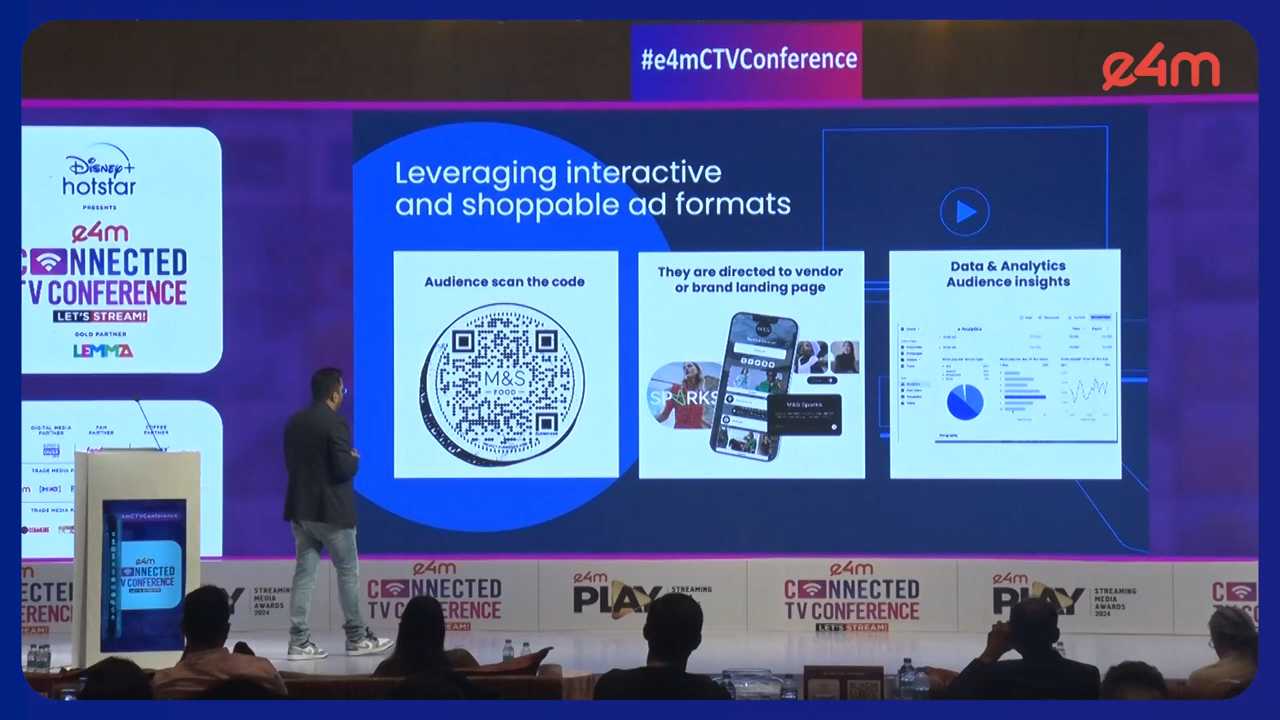 #e4mCTVConference
e4m
Disney+
hotstar
PRESENTS
e4m
CONNECTED
TV CONFERENCE
LET'S STREAM!
GOLD PARTNER
LEMMA
DIGITAL MEDIA
PARTNER
FAN
PARTNER
COFFEE
PARTNER
Leveraging interactive
and shoppable ad formats
Audience scan the code
M&S
FOOD
They are directed to vendor
or brand landing page
SPARKS
M&S
M&S Sparks
Data & Analytics
Audience insights
Analytics
e4m
CONNECTED
TV CONFERENCE
STREAMING
MEDIA
AWARDS
2024
e4m
CONNECTED
TV CONFERENCE
LET'S STREAM!
e4m
PLAY
STREAMING
e4m
CONNECTED
TV CONFERENCE
LET'S STREAM!
e4m
PLAY
STREAMING
MEDIA
AWARDS
2024